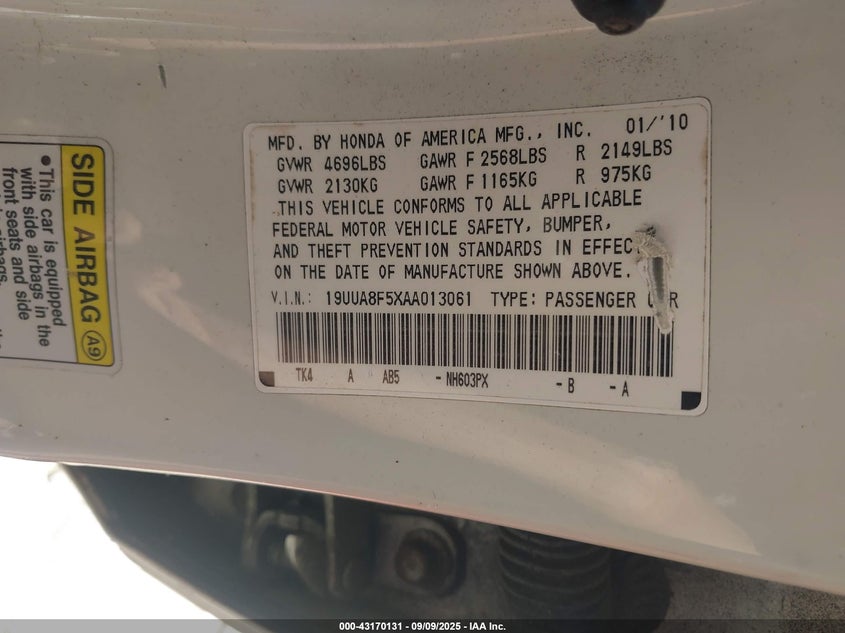 MFD. BY HONDA OF AMERICA MFG., INC. 01/'10
GVWR 4696LBS GAWR F 2568LBS R 2149LBS
GVWR 2130KG GAWR F 1165KG R 975KG
THIS VEHICLE CONFORMS TO ALL APPLICABLE
FEDERAL MOTOR VEHICLE SAFETY, BUMPER,
AND THEFT PREVENTION STANDARDS IN EFFEC
ON THE DATE OF MANUFACTURE SHOWN ABOVE.
V.I.N.: 19UUA8F5XAA013061 TYPE: PASSENGER
TK4 A AB5 -NH603PX -B -A
SIDE AIRBAG A9
•This car is equipped
with side airbags in the
front seats and side
airbags.
000-43170131 - 09/09/2025 - IAA Inc.